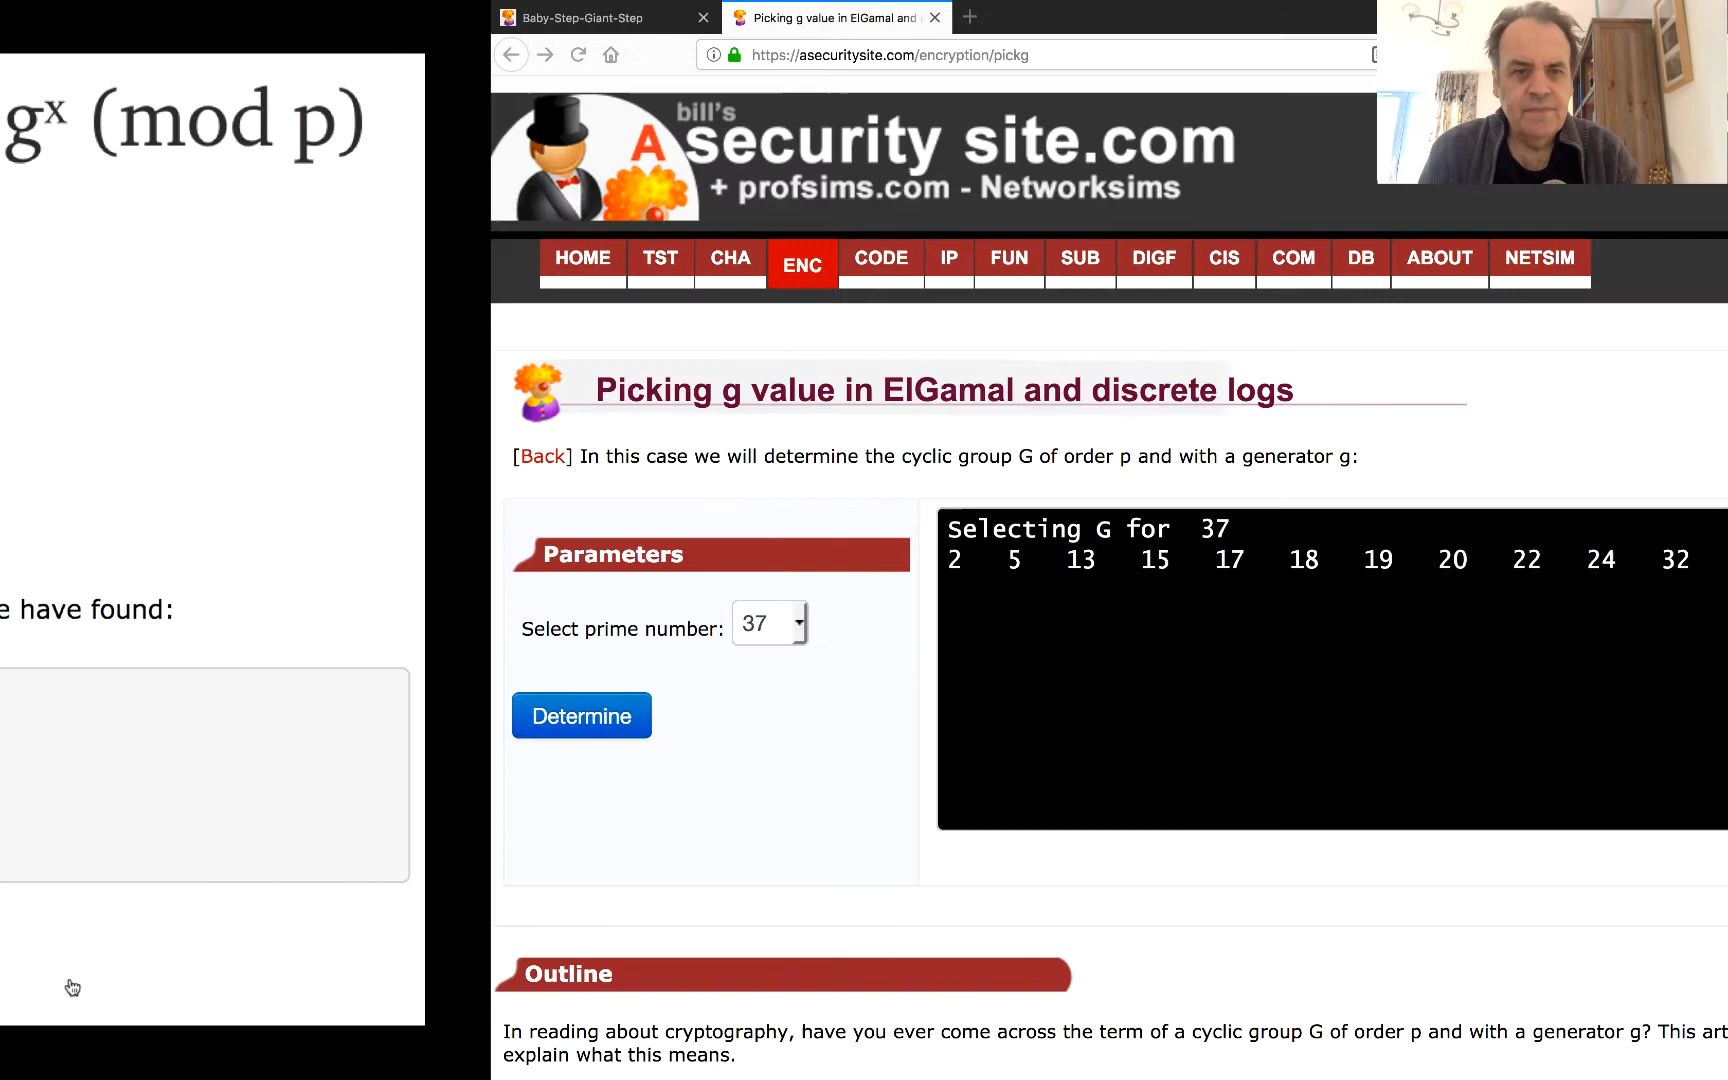 gˣ (mod p)
e have found:
Baby-Step-Giant-Step
Picking g value in ElGamal and
https://asecuritysite.com/encryption/pickg
bill's
A security site.com
+ profsims.com - Networksims
HOME TST CHA ENC CODE IP FUN SUB DIGF CIS COM DB ABOUT NETSIM
Picking g value in ElGamal and discrete logs
[Back] In this case we will determine the cyclic group G of order p and with a generator g:
Parameters
Select prime number: 37
Determine
Selecting G for 37
2 5 13 15 17 18 19 20 22 24 32
Outline
In reading about cryptography, have you ever come across the term of a cyclic group G of order p and with a generator g? This art
explain what this means.